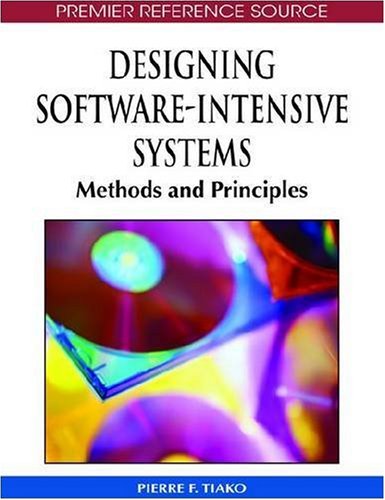 PREMIER REFERENCE SOURCE
DESIGNING
SOFTWARE-INTENSIVE
SYSTEMS
Methods and Principles
PIERRE F. TIAKO